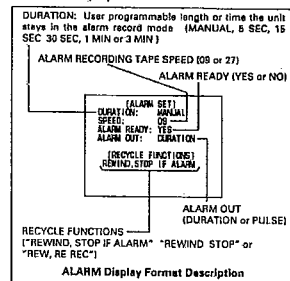 DURATION: User programmable length or time the unit
stays in the alarm record mode (MANUAL, 5 SEC, 15
SEC 30 SEC, 1 MIN or 3 MIN)
ALARM RECORDING TAPE SPEED (09 or 27)
ALARM READY (YES or NO)
(ALARM SET)
DURATION: MANUAL
SPEED: 09
ALARM READY: YES
ALARM OUT: DURATION
(RECYCLE FUNCTIONS)
REWIND,STOP IF ALARM
ALARM OUT
(DURATION or PULSE)
RECYCLE FUNCTIONS
("REWIND, STOP IF ALARM" "REWIND STOP" or
"REW, RE REC")
ALARM Display Format Description